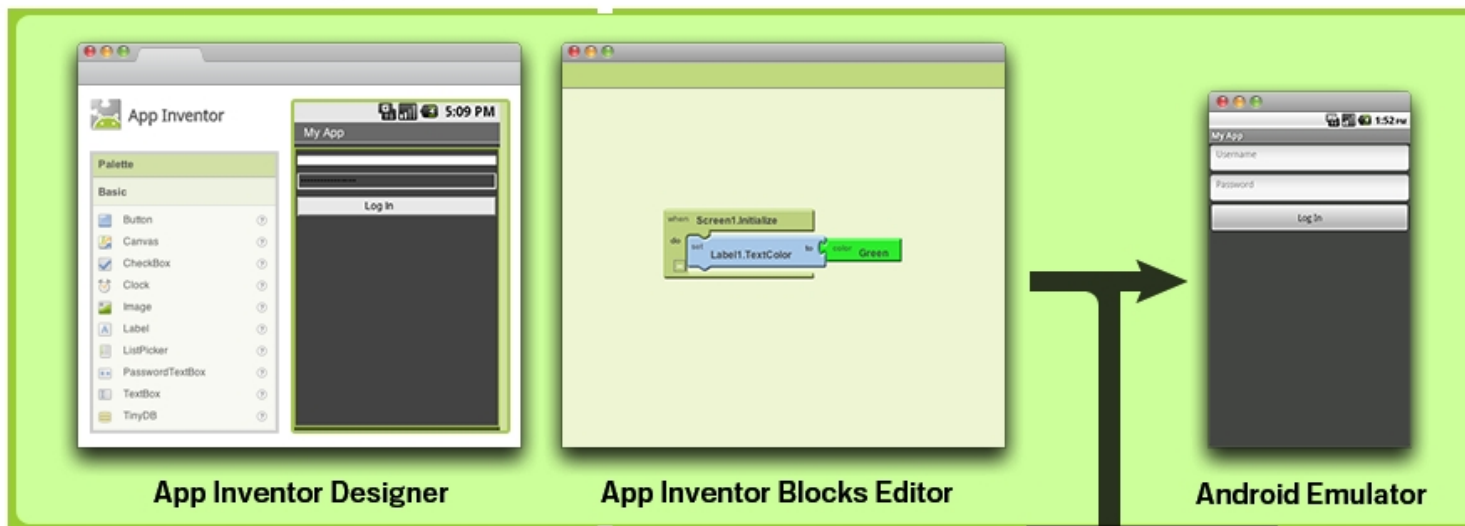 App Inventor
Palette
Basic
Button
Canvas
CheckBox
Clock
Image
Label
ListPicker
PasswordTextBox
TextBox
TinyDB
5:09 PM
My App
Log In
when Screen1.Initialize
do set Label1.TextColor to color Green
1:52 PM
My App
Username
Password
Log In
App Inventor Designer
App Inventor Blocks Editor
Android Emulator